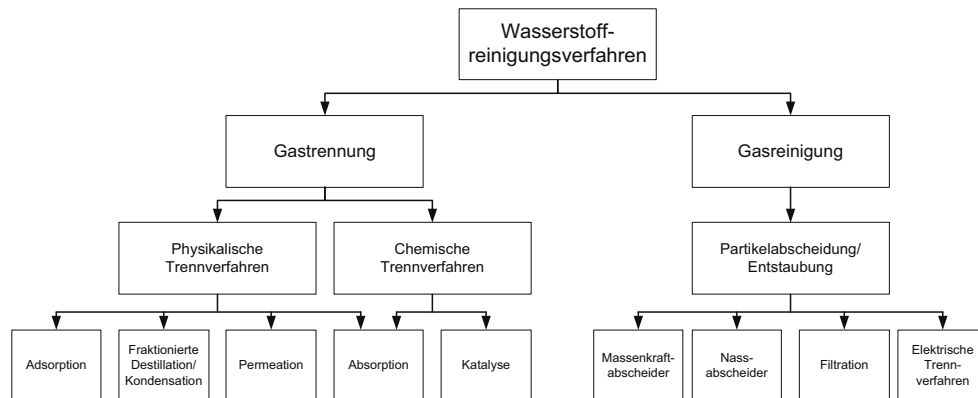 Wasserstoff-
reinigungsverfahren
Gastrennung
Gasreinigung
Physikalische
Trennverfahren
Chemische
Trennverfahren
Partikelabscheidung/
Entstaubung
Adsorption
Fraktionierte
Destillation/
Kondensation
Permeation
Absorption
Katalyse
Massenkraft-
abscheider
Nass-
abscheider
Filtration
Elektrische
Trenn-
verfahren